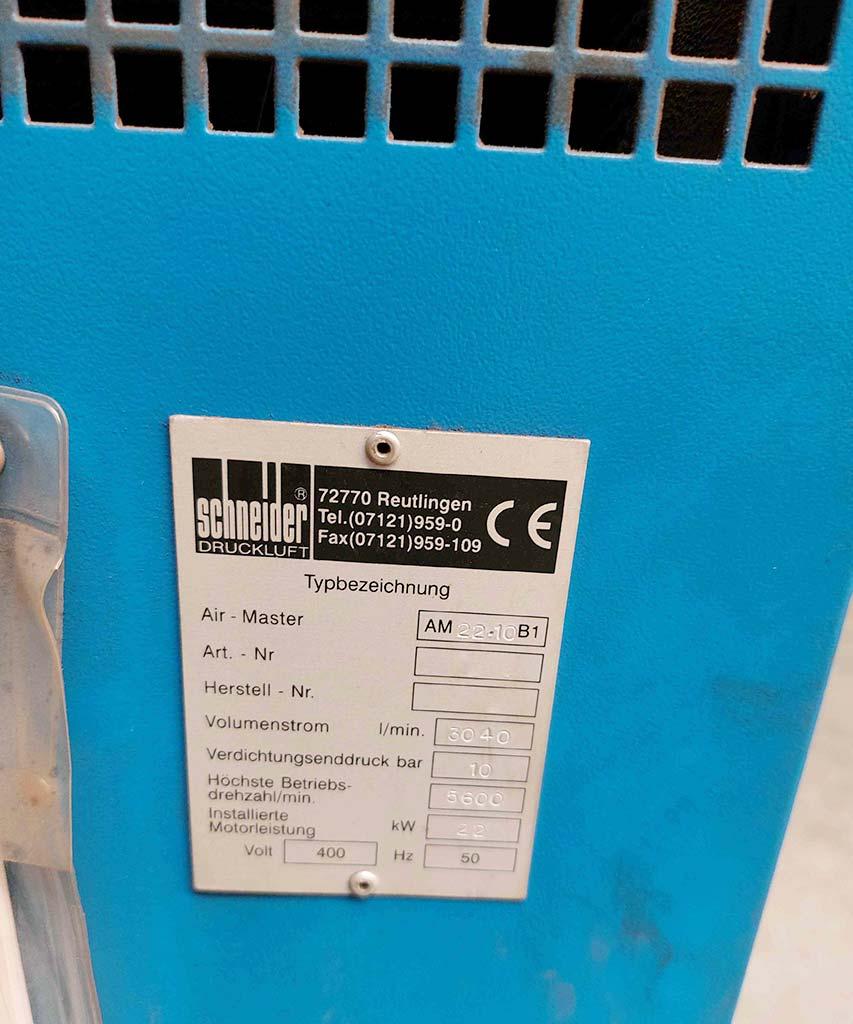 schneider ®
DRUCKLUFT
72770 Reutlingen
Tel.(07121)959-0
Fax(07121)959-109
CE
Typbezeichnung
Air - Master AM 22-10 B1
Art. - Nr
Herstell - Nr.
Volumenstrom l/min. 3040
Verdichtungsenddruck bar 10
Höchste Betriebs-
drehzahl/min. 5600
Installierte
Motorleistung kW 22
Volt 400 Hz 50